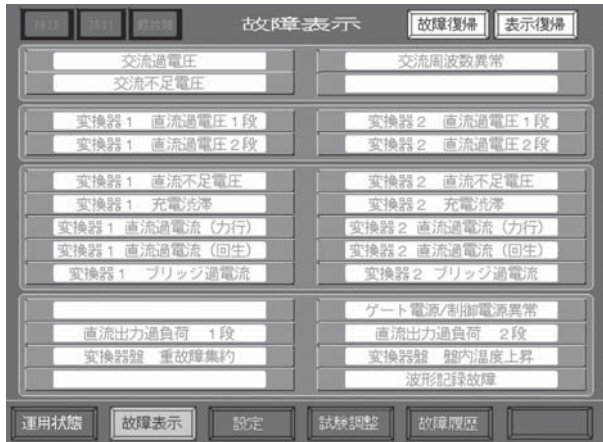 軽故障 故障表示 故障復帰 表示復帰
交流過電圧 交流周波数異常
交流不足電圧
変換器1 直流過電圧1段 変換器2 直流過電圧1段
変換器1 直流過電圧2段 変換器2 直流過電圧2段
変換器1 直流不足電圧 変換器2 直流不足電圧
変換器1 充電渋滞 変換器2 充電渋滞
変換器1 直流過電流(力行) 変換器2 直流過電流(力行)
変換器1 直流過電流(回生) 変換器2 直流過電流(回生)
変換器1 ブリッジ過電流 変換器2 ブリッジ過電流
ゲート電源/制御電源異常
直流出力過負荷 1段 直流出力過負荷 2段
変換器盤 重故障集約 変換器盤 盤内温度上昇
波形記録故障
運用状態 故障表示 設定 試験調整 故障履歴